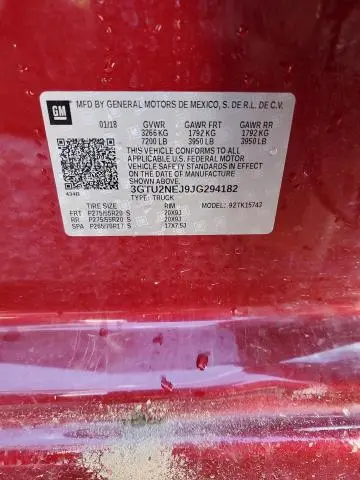 GM MFD BY GENERAL MOTORS DE MEXICO, S. DE R.L. DE C.V.
01/18 GVWR GAWR FRT GAWR RR
3266 KG 1792 KG 1792 KG
7200 LB 3950 LB 3950 LB
THIS VEHICLE CONFORMS TO ALL
APPLICABLE U.S. FEDERAL MOTOR
VEHICLE SAFETY STANDARDS IN
EFFECT ON THE DATE OF MANUFACTURE
SHOWN ABOVE.
3GTU2NEJ9JG294182
434B TYPE: TRUCK
TIRE SIZE RIM MODEL: 92TK15743
FRT P275/55R20 S 20X9J
RR P275/55R20 S 20X9J
SPA P265/70R17 S 17X7.5J